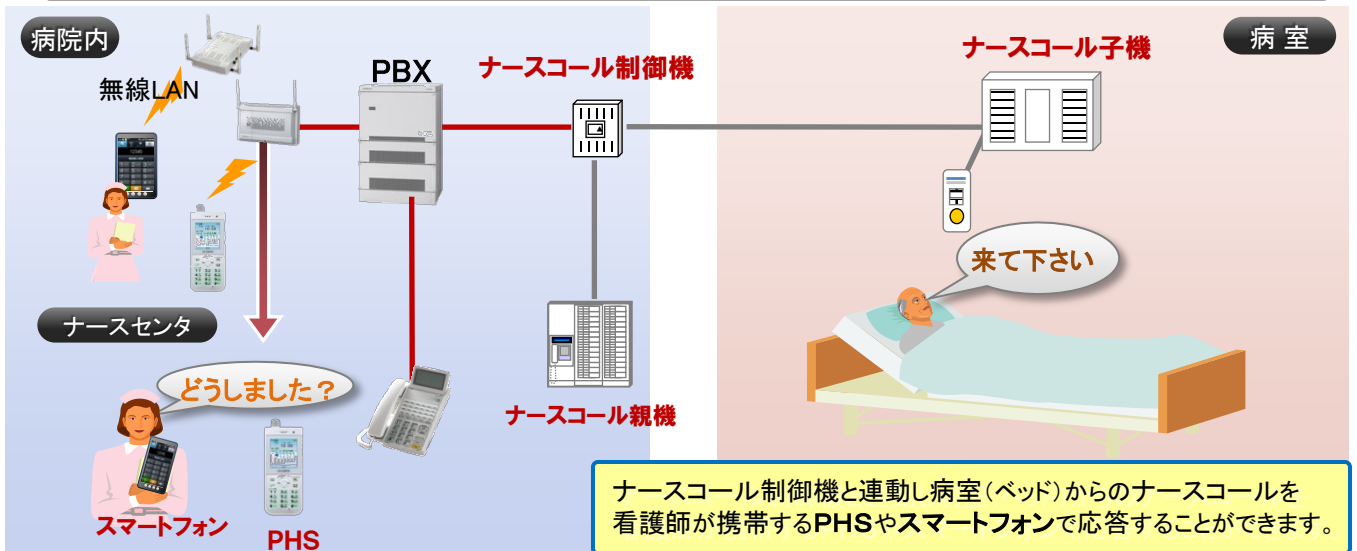 病院内
無線LAN
PBX
ナースコール制御機
ナースコール子機
病室
来て下さい
ナースセンタ
どうしました？
ナースコール親機
スマートフォン
PHS
ナースコール制御機と連動し病室（ベッド）からのナースコールを
看護師が携帯するPHSやスマートフォンで応答することができます。